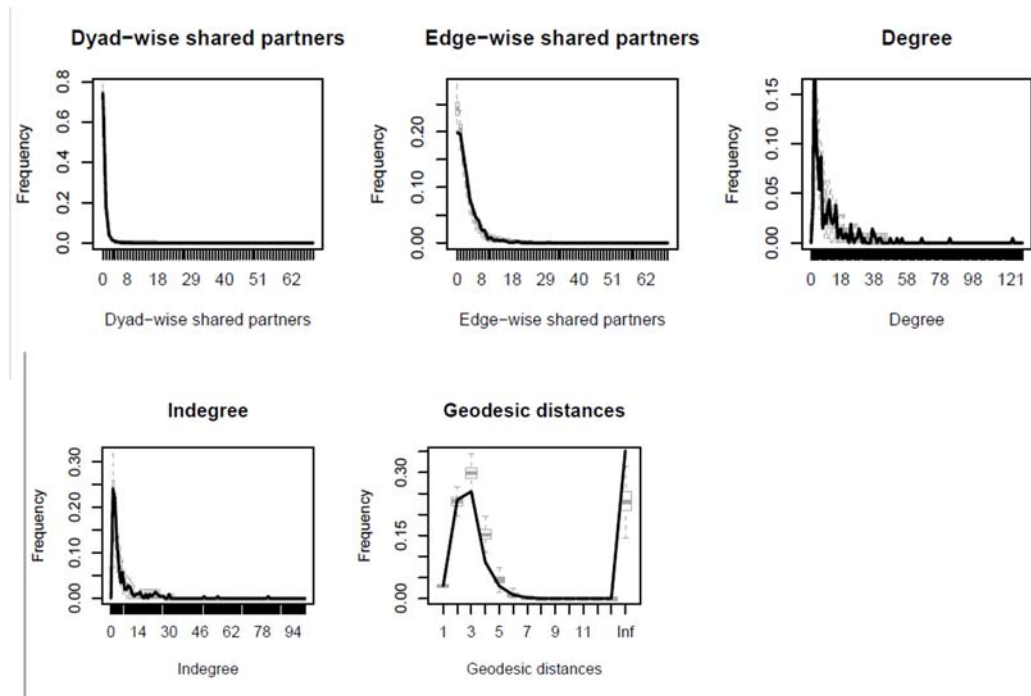 Dyad−wise shared partners
Edge−wise shared partners
Degree
Frequency
0.8
0.6
0.4
0.2
0.0
0 8 18 29 40 51 62
Dyad−wise shared partners
Frequency
0.20
0.10
0.00
0 8 18 29 40 51 62
Edge−wise shared partners
Frequency
0.15
0.10
0.05
0.00
0 18 38 58 78 98 121
Degree
Indegree
Geodesic distances
Frequency
0.30
0.20
0.10
0.00
0 14 30 46 62 78 94
Indegree
Frequency
0.30
0.15
0.00
1 3 5 7 9 11 Inf
Geodesic distances